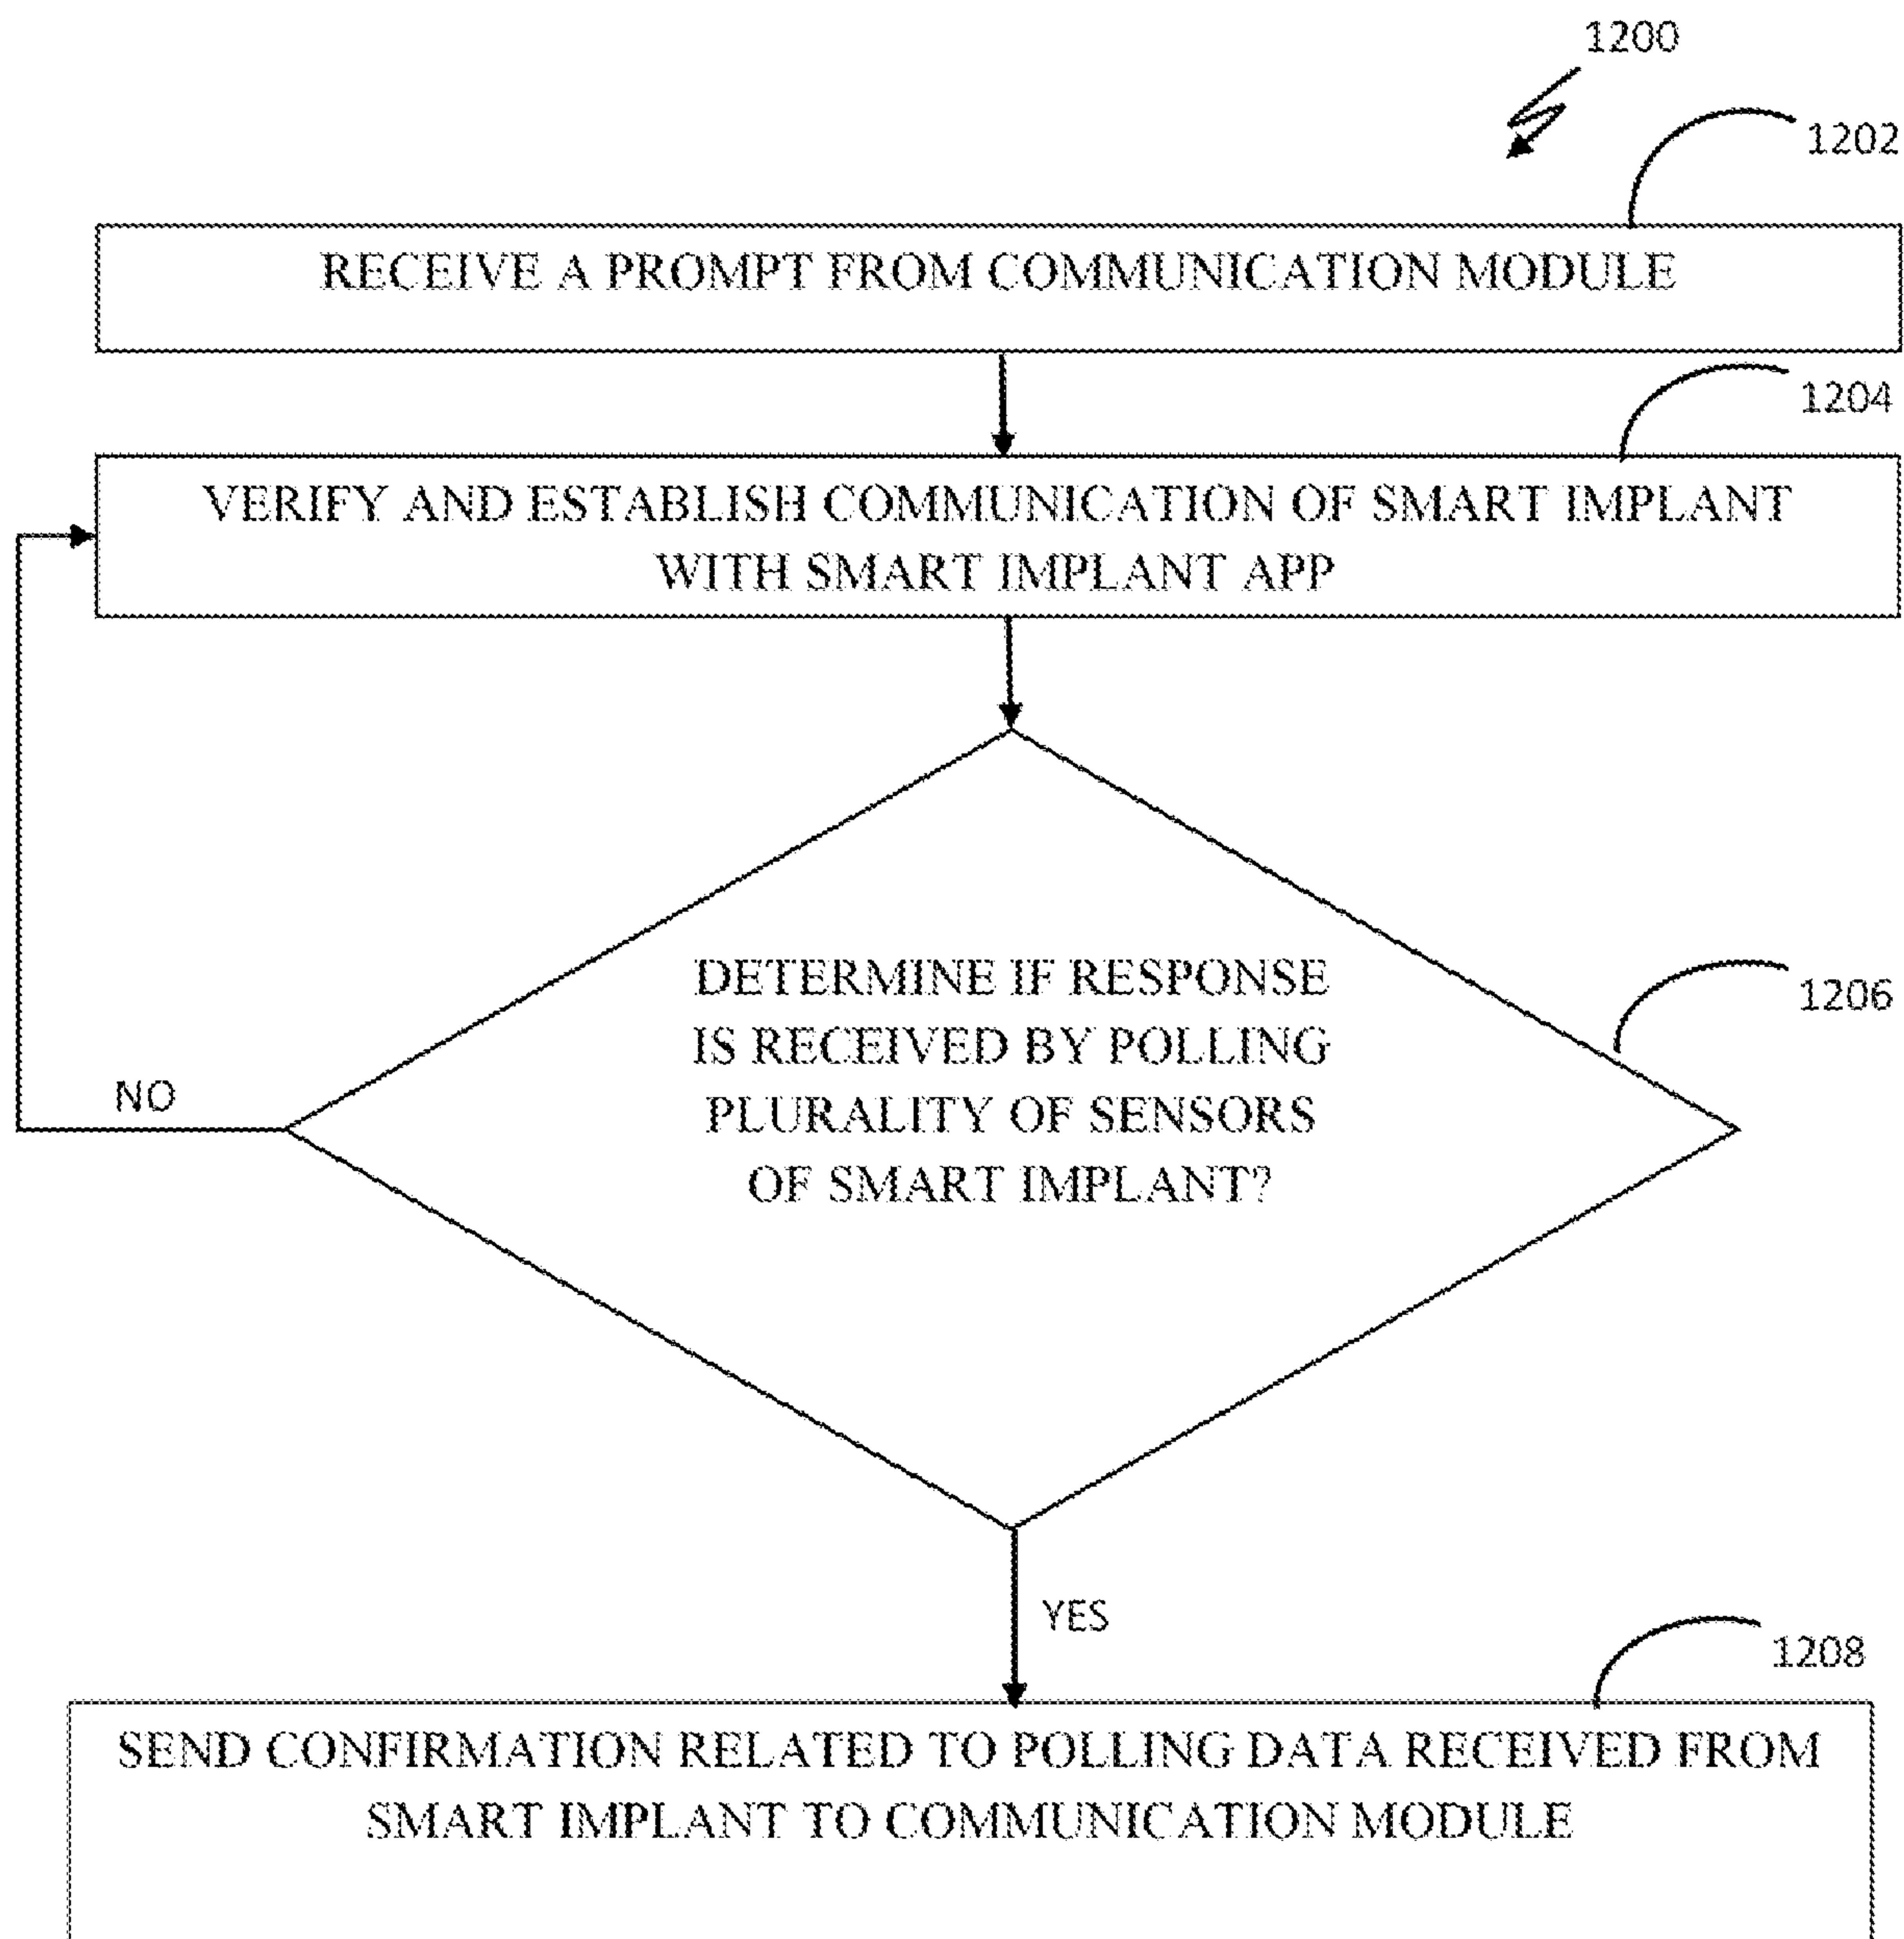 1200
1202
RECEIVE A PROMPT FROM COMMUNICATION MODULE
1204
VERIFY AND ESTABLISH COMMUNICATION OF SMART IMPLANT
WITH SMART IMPLANT APP
DETERMINE IF RESPONSE
IS RECEIVED BY POLLING
PLURALITY OF SENSORS
OF SMART IMPLANT?
1206
NO
YES
1208
SEND CONFIRMATION RELATED TO POLLING DATA RECEIVED FROM
SMART IMPLANT TO COMMUNICATION MODULE